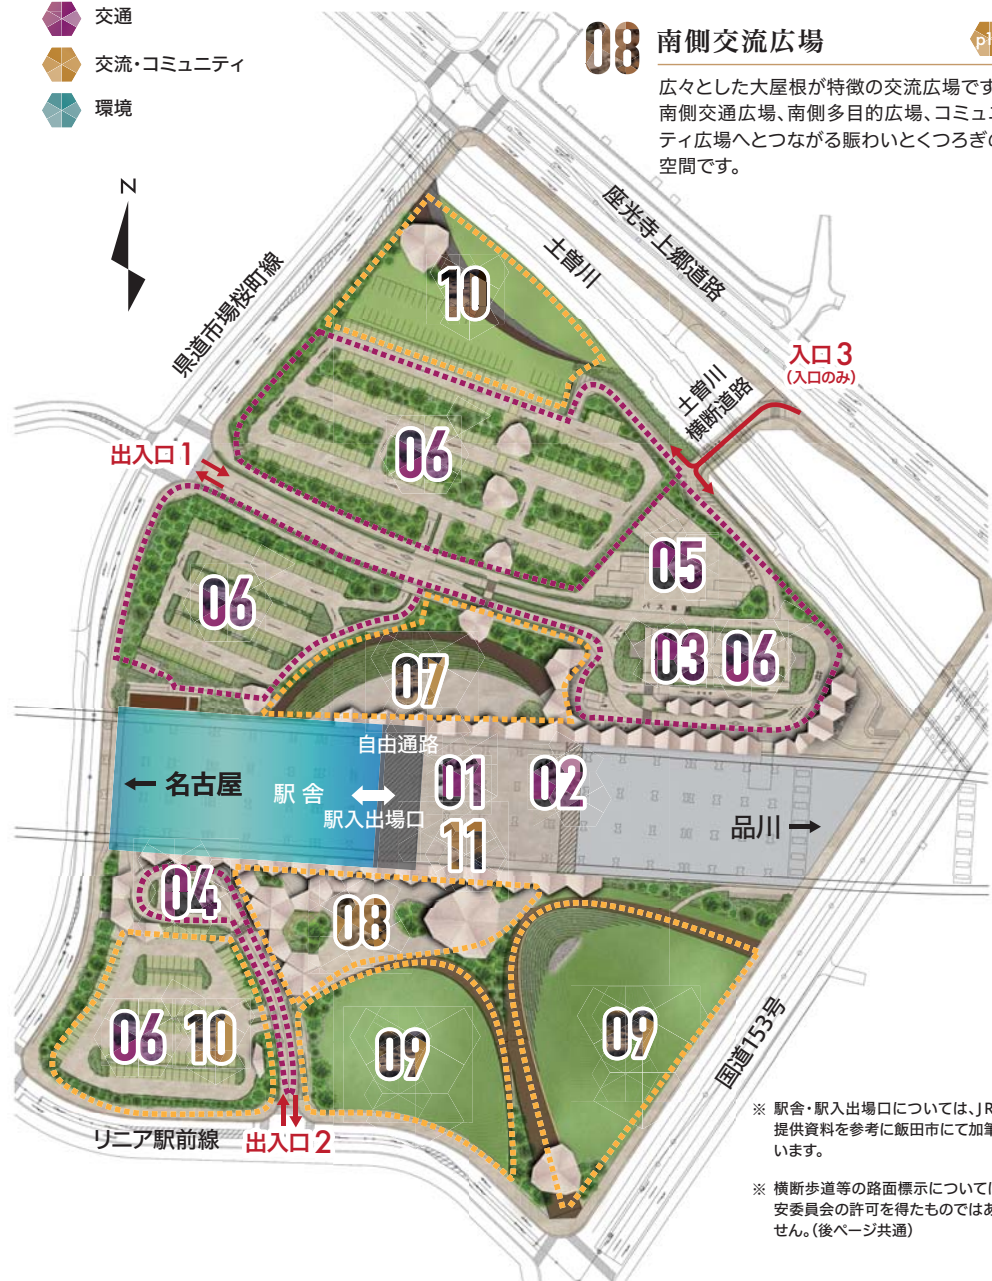 交通
交流・コミュニティ
環境
08 南側交流広場
広々とした大屋根が特徴の交流広場です
南側交通広場、南側多目的広場、コミュニ
ティ広場へとつながる賑わいとくつろぎの
空間です。
N
県道市場桜町線
座光寺上郷道路
土曽川
土曽川
横断道路
入口3
(入口のみ)
出入口1
10
06
05
06
03 06
07
自由通路
01 02
← 名古屋
駅舎
駅入出場口
11
品川 →
04
08
06 10
09
09
国道153号
リニア駅前線
出入口2
※ 駅舎・駅入出場口については、JR
提供資料を参考に飯田市にて加筆
います。
※ 横断歩道等の路面標示については
安委員会の許可を得たものではあ
せん。(後ページ共通)